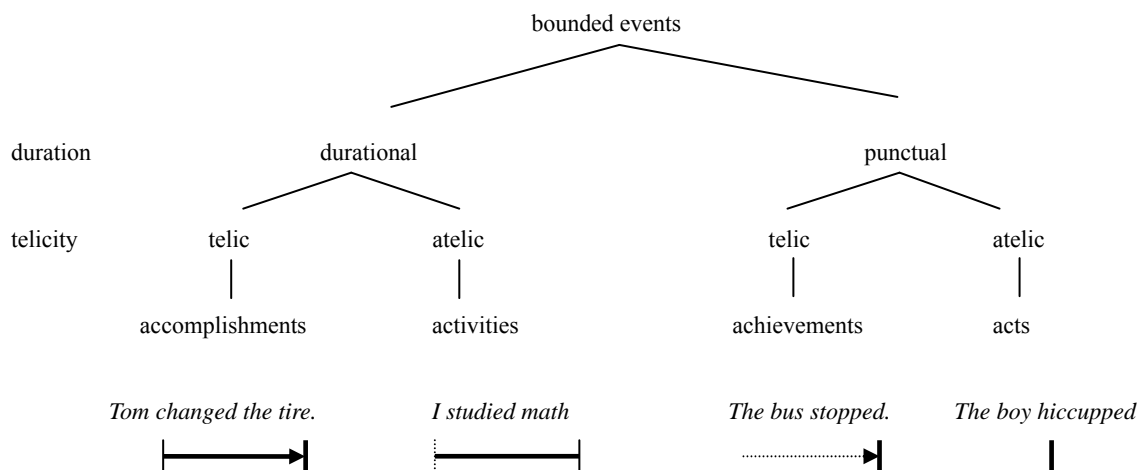 bounded events
duration durational punctual
telicity telic atelic telic atelic
accomplishments activities achievements acts
Tom changed the tire. I studied math The bus stopped. The boy hiccupped